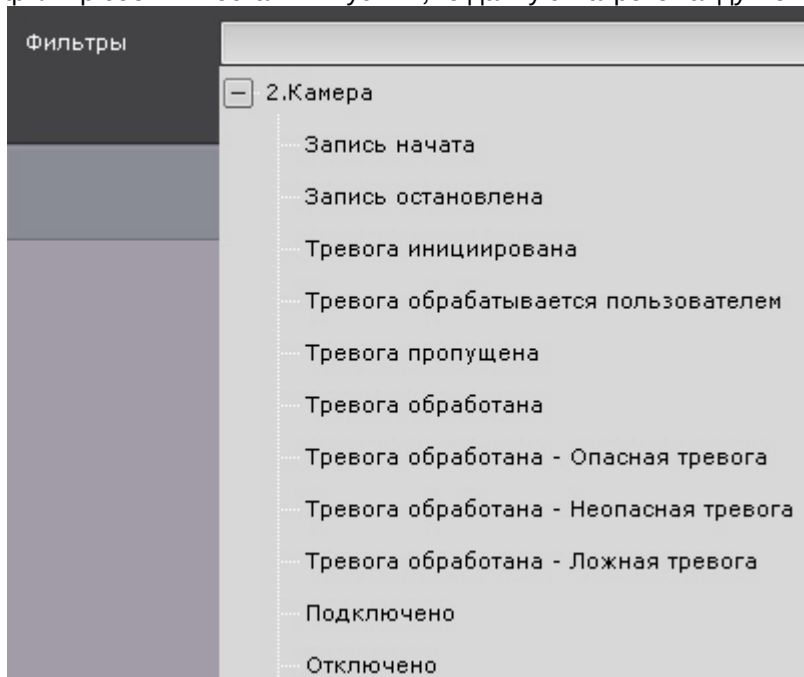 Фильтры
2.Камера
Запись начата
Запись остановлена
Тревога инициирована
Тревога обрабатывается пользователем
Тревога пропущена
Тревога обработана
Тревога обработана - Опасная тревога
Тревога обработана - Неопасная тревога
Тревога обработана - Ложная тревога
Подключено
Отключено